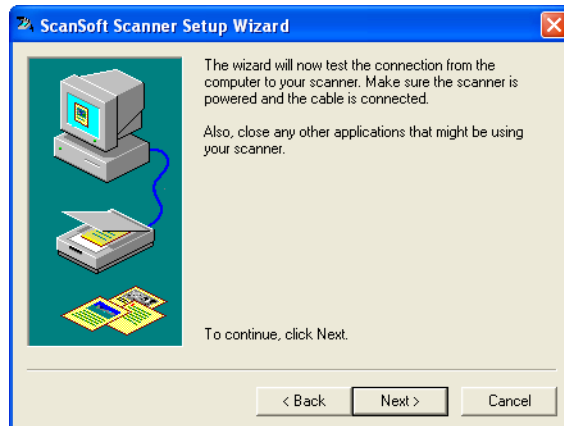 ScanSoft Scanner Setup Wizard
The wizard will now test the connection from the
computer to your scanner. Make sure the scanner is
powered and the cable is connected.
Also, close any other applications that might be using
your scanner.
To continue, click Next.
< Back Next > Cancel